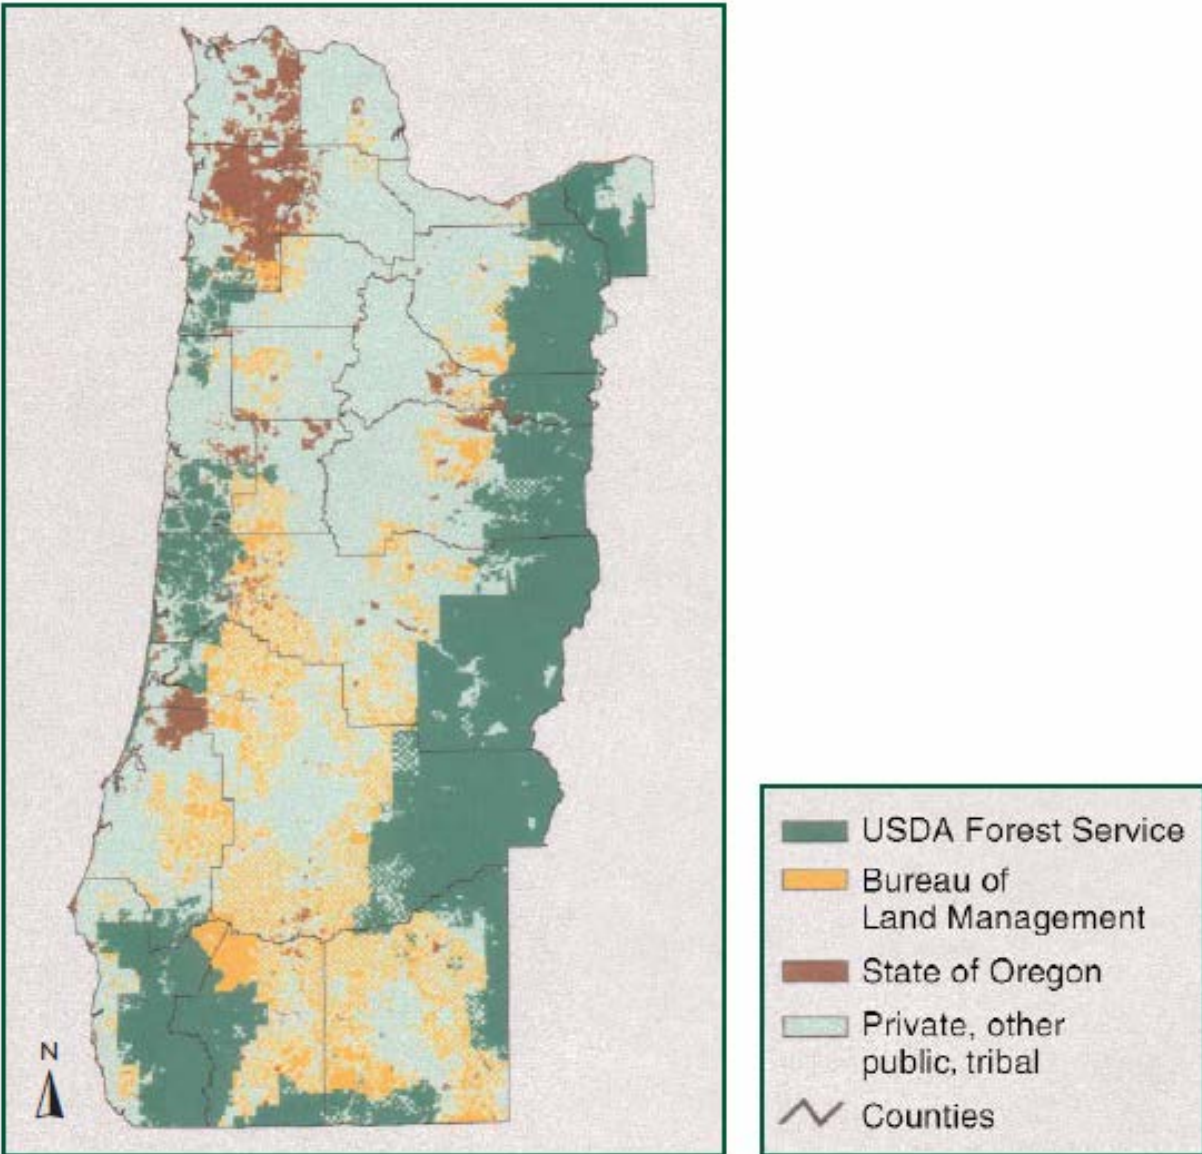 N
USDA Forest Service
Bureau of
Land Management
State of Oregon
Private, other
public, tribal
Counties